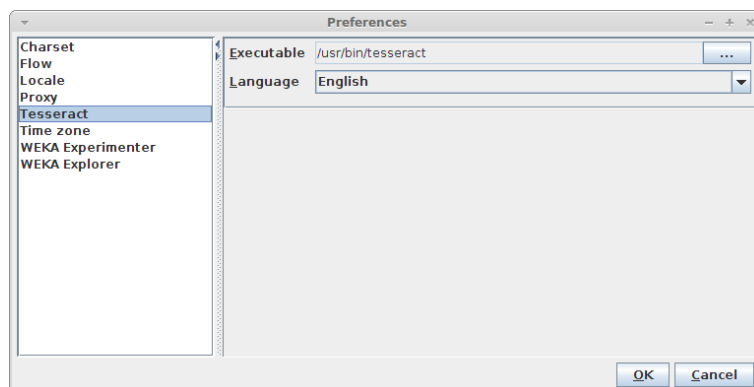 Preferences
Charset
Flow
Locale
Proxy
Tesseract
Time zone
WEKA Experimenter
WEKA Explorer
Executable /usr/bin/tesseract ...
Language English
OK Cancel